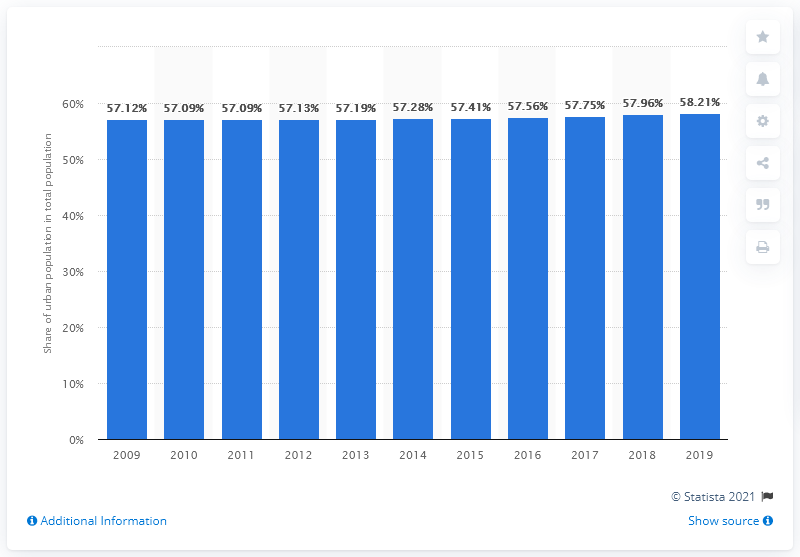 Share of urban population in total population
60%
50%
40%
30%
20%
10%
0%
57.12% 57.09% 57.09% 57.13% 57.19% 57.28% 57.41% 57.56% 57.75% 57.96% 58.21%
2009 2010 2011 2012 2013 2014 2015 2016 2017 2018 2019
© Statista 2021
Additional Information
Show source